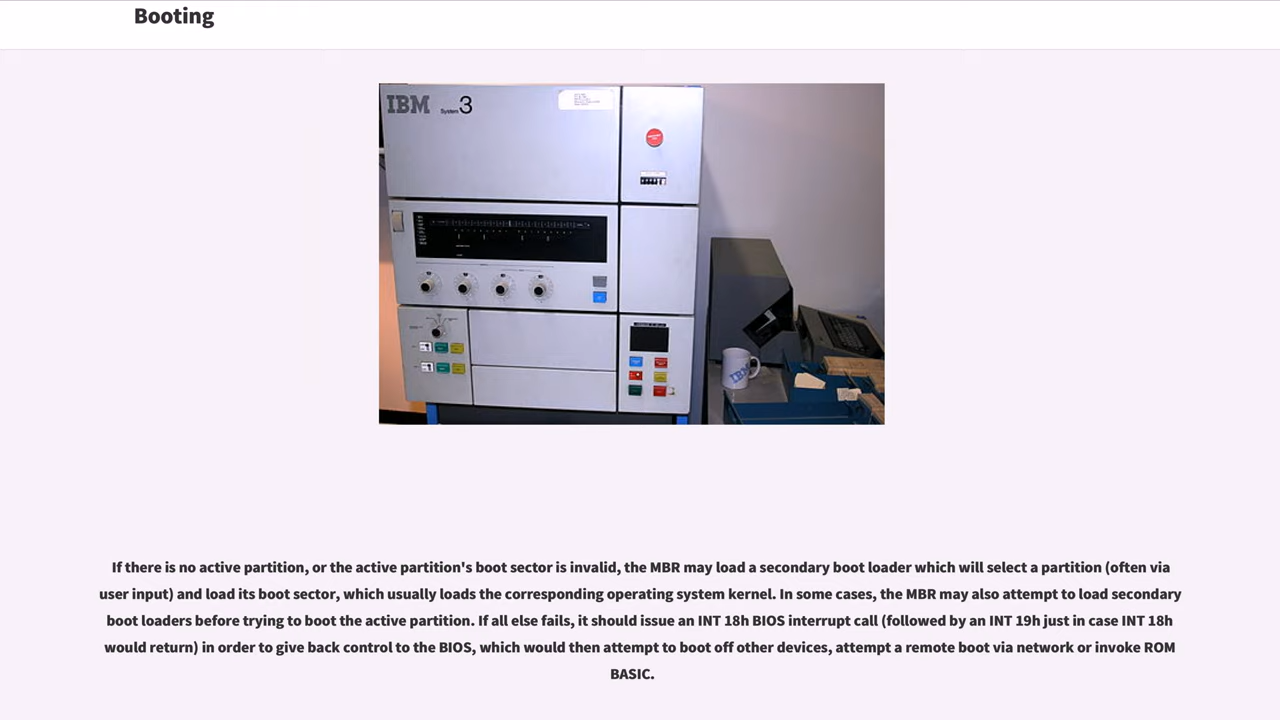 Booting
IBM System 3
IBM
If there is no active partition, or the active partition's boot sector is invalid, the MBR may load a secondary boot loader which will select a partition (often via
user input) and load its boot sector, which usually loads the corresponding operating system kernel. In some cases, the MBR may also attempt to load secondary
boot loaders before trying to boot the active partition. If all else fails, it should issue an INT 18h BIOS interrupt call (followed by an INT 19h just in case INT 18h
would return) in order to give back control to the BIOS, which would then attempt to boot off other devices, attempt a remote boot via network or invoke ROM
BASIC.